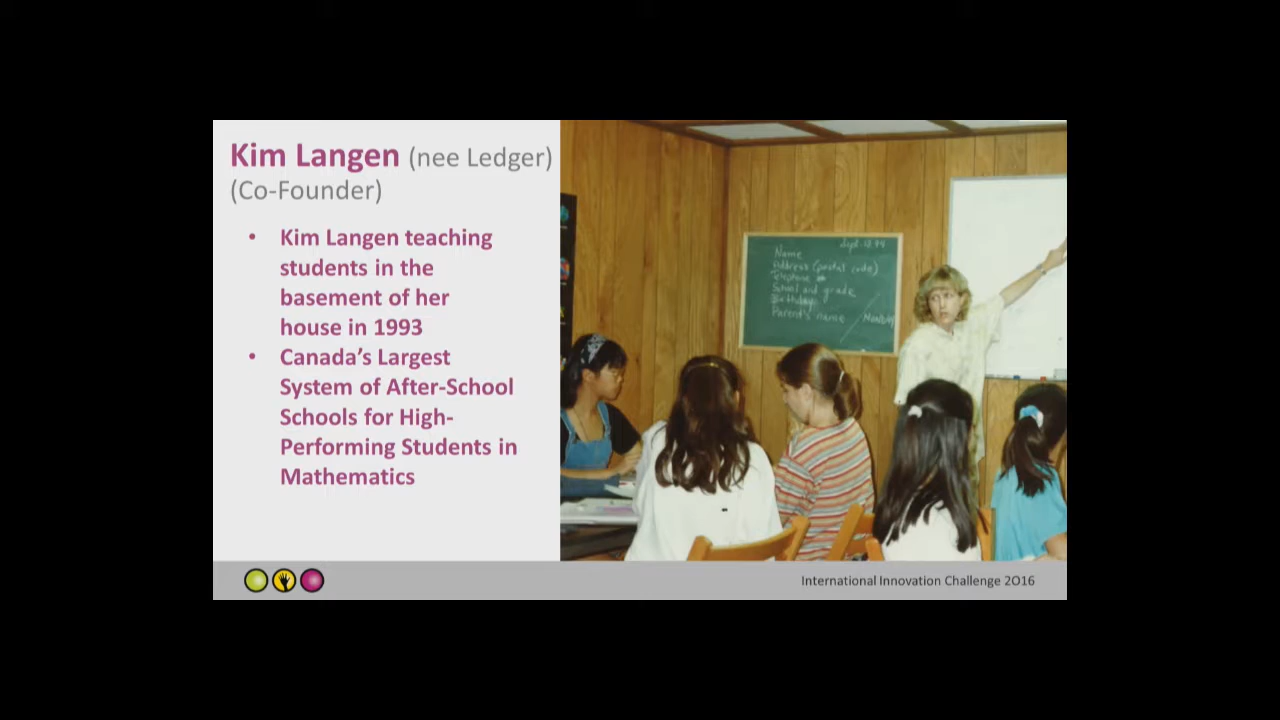 Kim Langen (nee Ledger)
(Co-Founder)
• Kim Langen teaching
students in the
basement of her
house in 1993
• Canada's Largest
System of After-School
Schools for High-
Performing Students in
Mathematics
Name
Address (postal code)
Telephone
School and grade
Birthday
Parent's name
International Innovation Challenge 2016